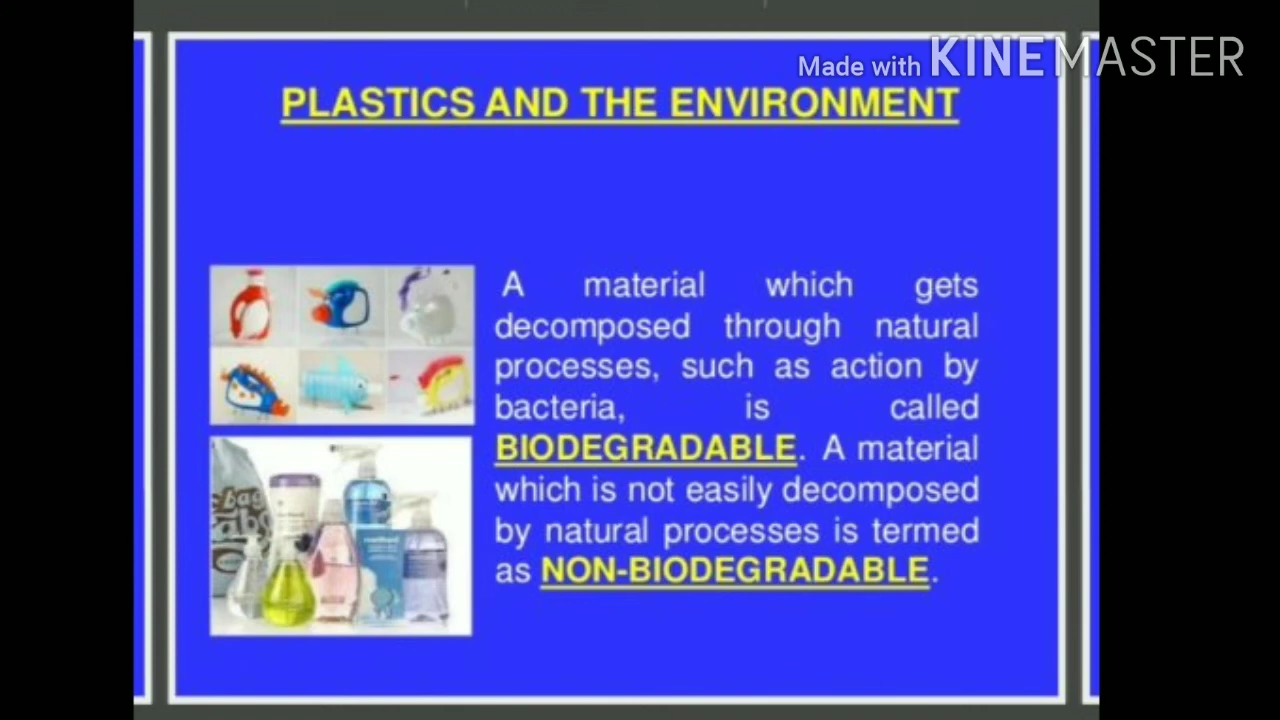 Made with KINEMASTER
PLASTICS AND THE ENVIRONMENT
A material which gets
decomposed through natural
processes, such as action by
bacteria, is called
BIODEGRADABLE. A material
which is not easily decomposed
by natural processes is termed
as NON-BIODEGRADABLE.